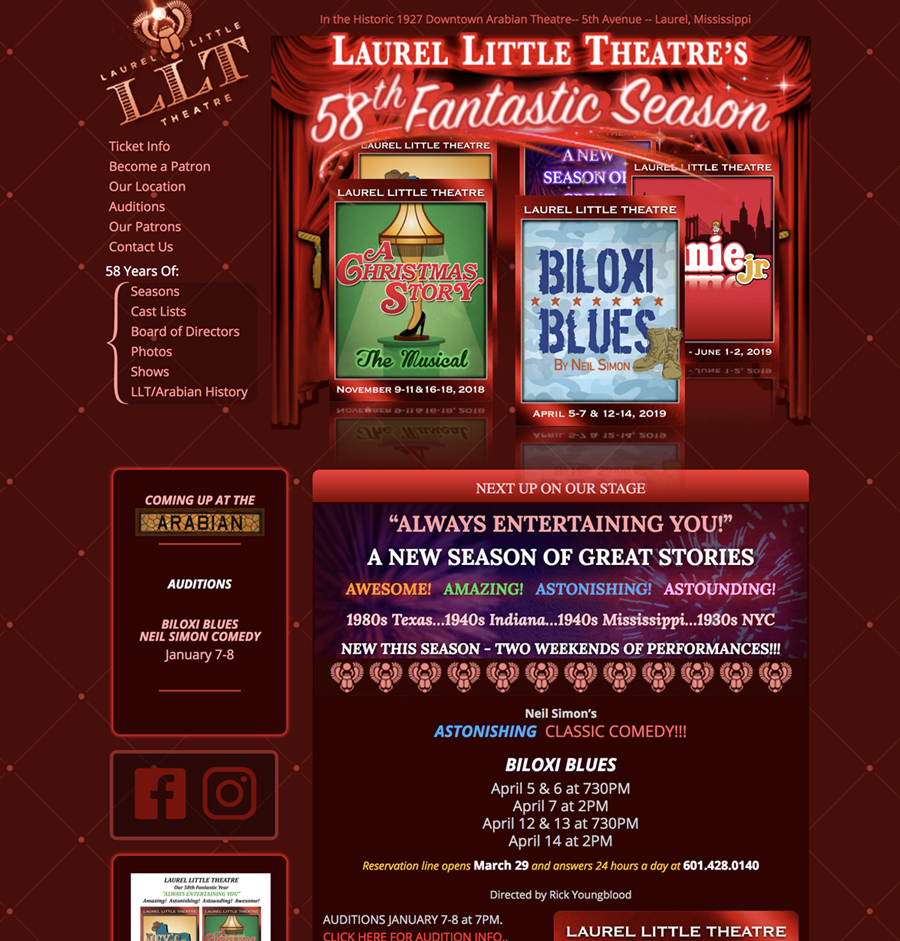 In the Historic 1927 Downtown Arabian Theatre-- 5th Avenue -- Laurel, Mississippi
LAUREL LITTLE
LLT
THEATRE
LAUREL LITTLE THEATRE'S
58th Fantastic Season
Ticket Info
Become a Patron
Our Location
Auditions
Our Patrons
Contact Us
58 Years Of:
Seasons
Cast Lists
Board of Directors
Photos
Shows
LLT/Arabian History
LAUREL LITTLE THEATRE
A NEW
SEASON OF
GREAT
LAUREL LITTLE THEATRE
LAUREL LITTLE THEATRE
A
CHRISTMAS
STORY
The Musical
NOVEMBER 9-11 & 16-18, 2018
LAUREL LITTLE THEATRE
BILOXI
BLUES
BY NEIL SIMON
APRIL 5-7 & 12-14, 2019
nie jr.
- JUNE 1-2, 2019
COMING UP AT THE
ARABIAN
AUDITIONS
BILOXI BLUES
NEIL SIMON COMEDY
January 7-8
NEXT UP ON OUR STAGE
“ALWAYS ENTERTAINING YOU!”
A NEW SEASON OF GREAT STORIES
AWESOME! AMAZING! ASTONISHING! ASTOUNDING!
1980s Texas...1940s Indiana...1940s Mississippi...1930s NYC
NEW THIS SEASON - TWO WEEKENDS OF PERFORMANCES!!!
Neil Simon’s
ASTONISHING CLASSIC COMEDY!!!
BILOXI BLUES
April 5 & 6 at 730PM
April 7 at 2PM
April 12 & 13 at 730PM
April 14 at 2PM
Reservation line opens March 29 and answers 24 hours a day at 601.428.0140
Directed by Rick Youngblood
AUDITIONS JANUARY 7-8 at 7PM.
CLICK HERE FOR AUDITION INFO..
LAUREL LITTLE THEATRE
LAUREL LITTLE THEATRE
Our 58th Fantastic Year
"ALWAYS ENTERTAINING YOU!"
Amazing! Astonishing! Astounding! Awesome!
LAUREL LITTLE THEATRE
LAUREL LITTLE THEATRE